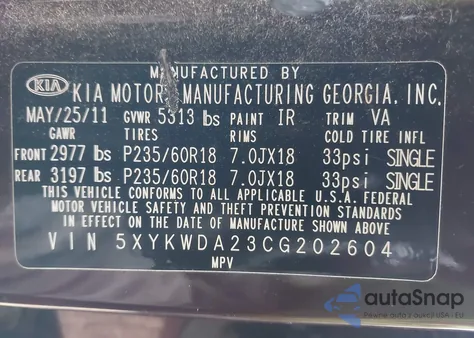 MANUFACTURED BY
KIA KIA MOTORS MANUFACTURING GEORGIA, INC.
MAY/25/11 GVWR 5313 lbs PAINT IR TRIM VA
GAWR TIRES RIMS COLD TIRE INFL
FRONT 2977 lbs P235/60R18 7.0JX18 33psi SINGLE
REAR 3197 lbs P235/60R18 7.0JX18 33psi SINGLE
THIS VEHICLE CONFORMS TO ALL APPLICABLE U.S.A. FEDERAL
MOTOR VEHICLE SAFETY AND THEFT PREVENTION STANDARDS
IN EFFECT ON THE DATE OF MANUFACTURE SHOWN ABOVE
VIN 5XYKWDA23CG202604
MPV
autoSnap